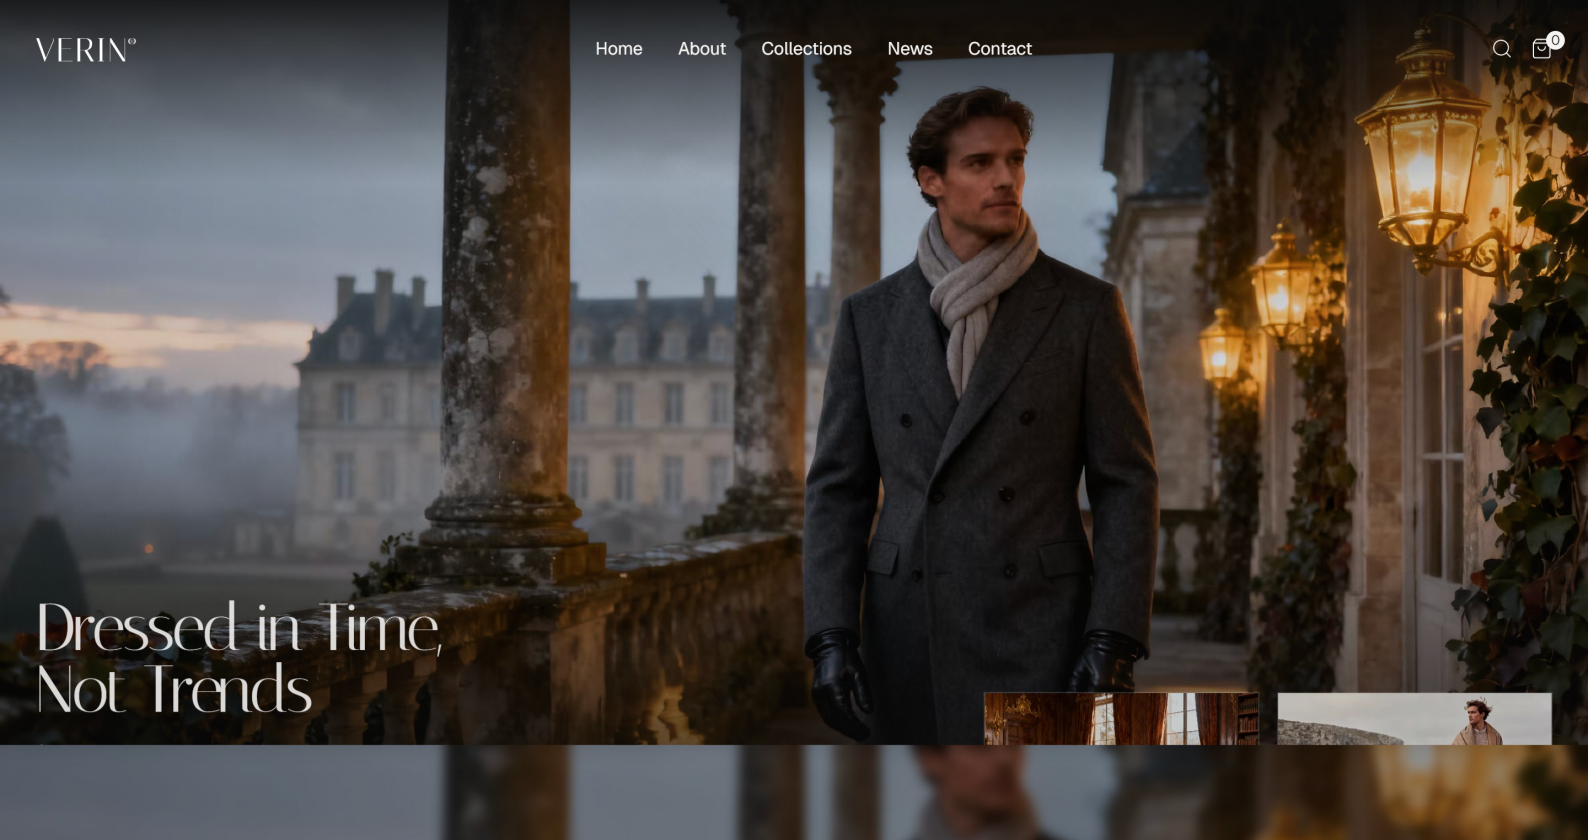 VERIN®
Home
About
Collections
News
Contact
0
Dressed in Time,
Not Trends